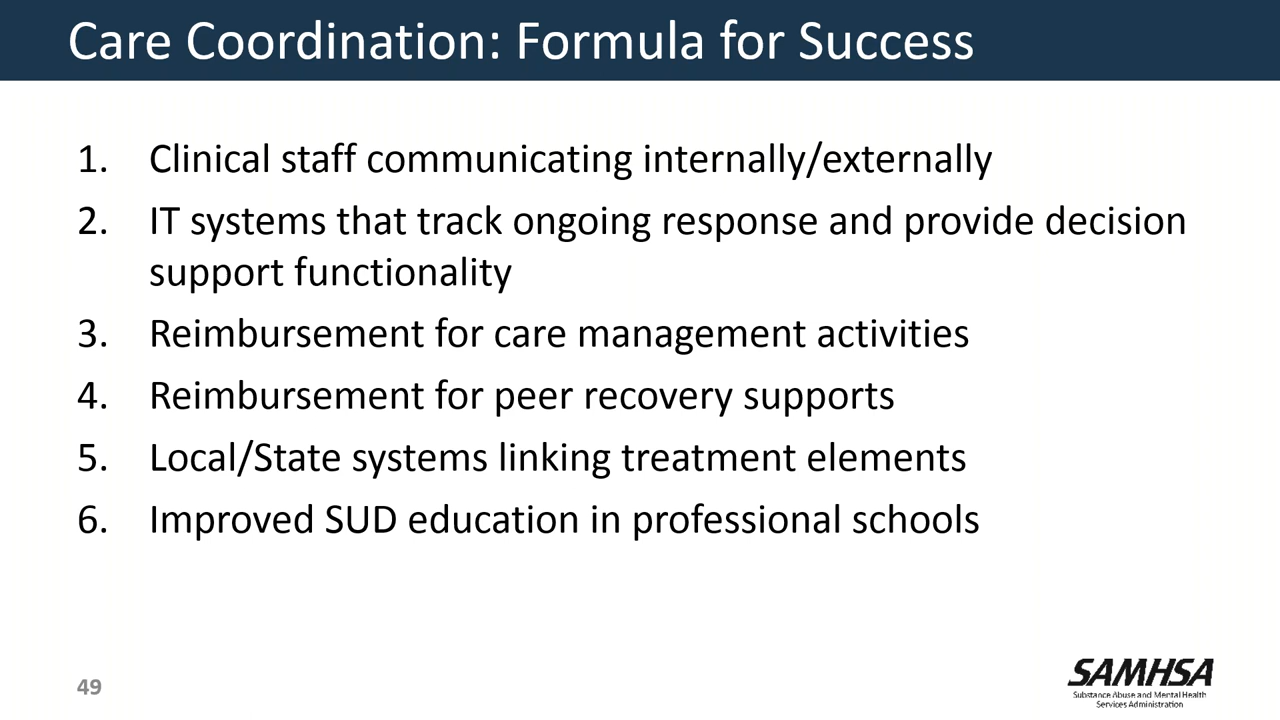 Care Coordination: Formula for Success
1. Clinical staff communicating internally/externally
2. IT systems that track ongoing response and provide decision
support functionality
3. Reimbursement for care management activities
4. Reimbursement for peer recovery supports
5. Local/State systems linking treatment elements
6. Improved SUD education in professional schools
49
SAMHSA
Substance Abuse and Mental Health
Services Administration